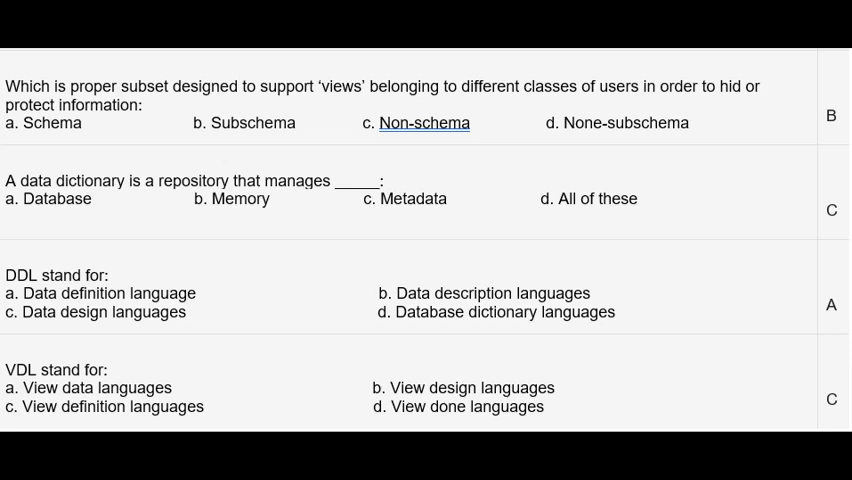 Which is proper subset designed to support ‘views’ belonging to different classes of users in order to hid or
protect information:
a. Schema b. Subschema c. Non-schema d. None-subschema
B
A data dictionary is a repository that manages _____:
a. Database b. Memory c. Metadata d. All of these
C
DDL stand for:
a. Data definition language b. Data description languages
c. Data design languages d. Database dictionary languages
A
VDL stand for:
a. View data languages b. View design languages
c. View definition languages d. View done languages
C